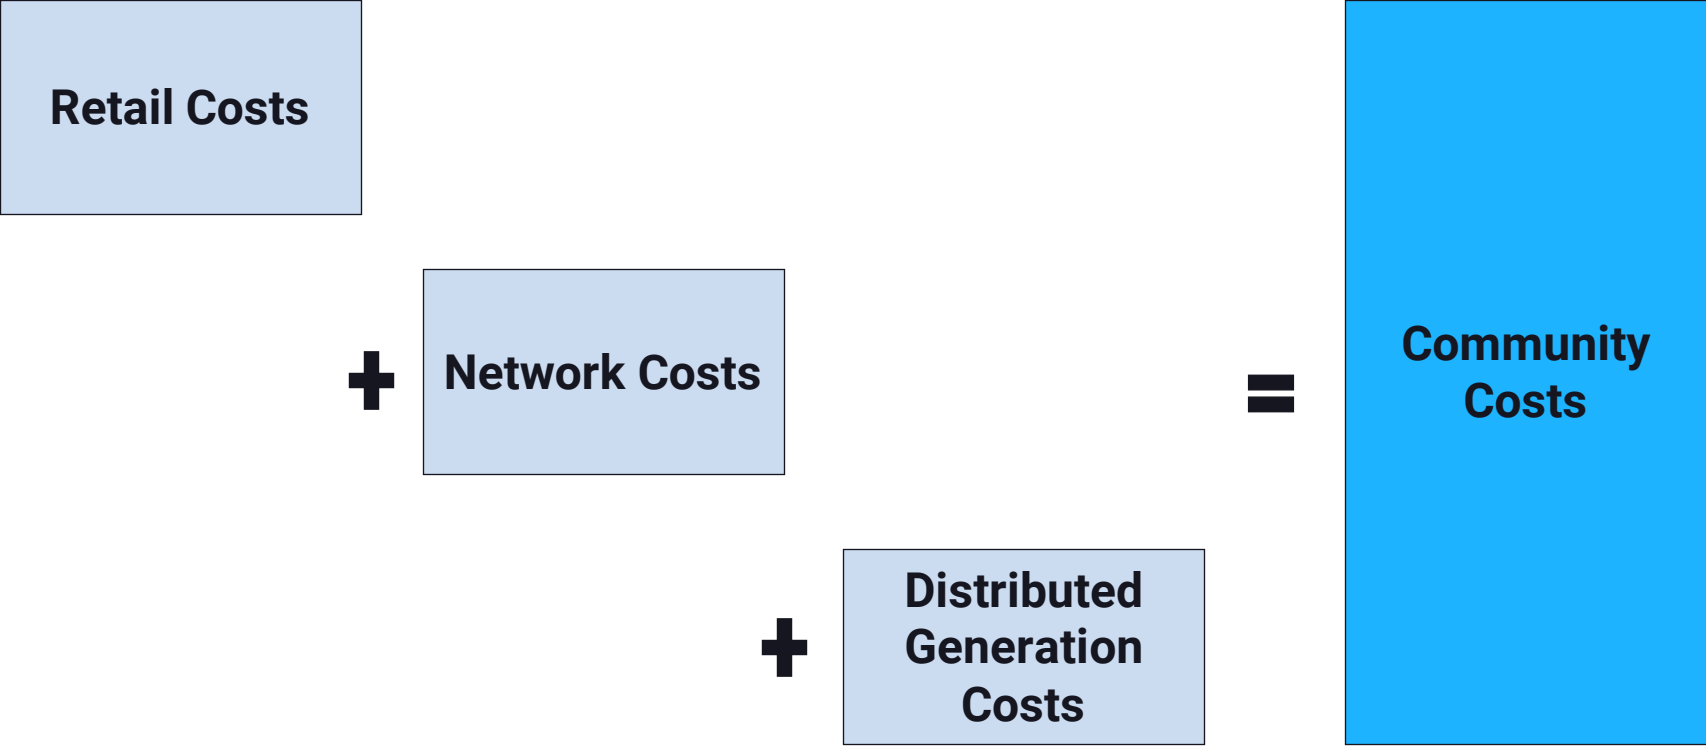 Retail Costs
+
Network Costs
+
Distributed
Generation
Costs
=
Community
Costs